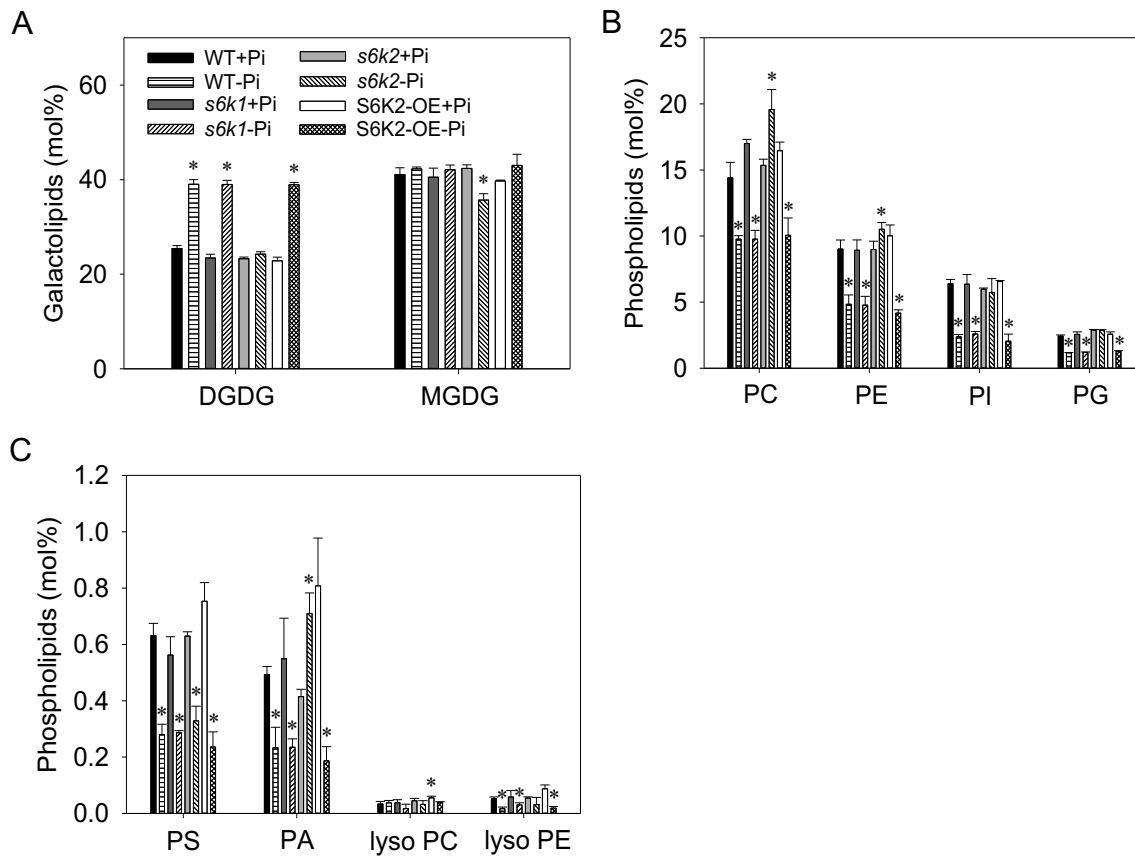 A
Galactolipids (mol%)
60
40
20
0
WT+Pi
WT-Pi
s6k1+Pi
s6k1-Pi
s6k2+Pi
s6k2-Pi
S6K2-OE+Pi
S6K2-OE-Pi
* * * *
DGDG MGDG
B
Phospholipids (mol%)
25
20
15
10
5
0
* * * *
* * * *
* * *
* * *
PC PE PI PG
C
Phospholipids (mol%)
1.2
1.0
0.8
0.6
0.4
0.2
0.0
* * * *
* * * *
*
* * *
PS PA lyso PC lyso PE